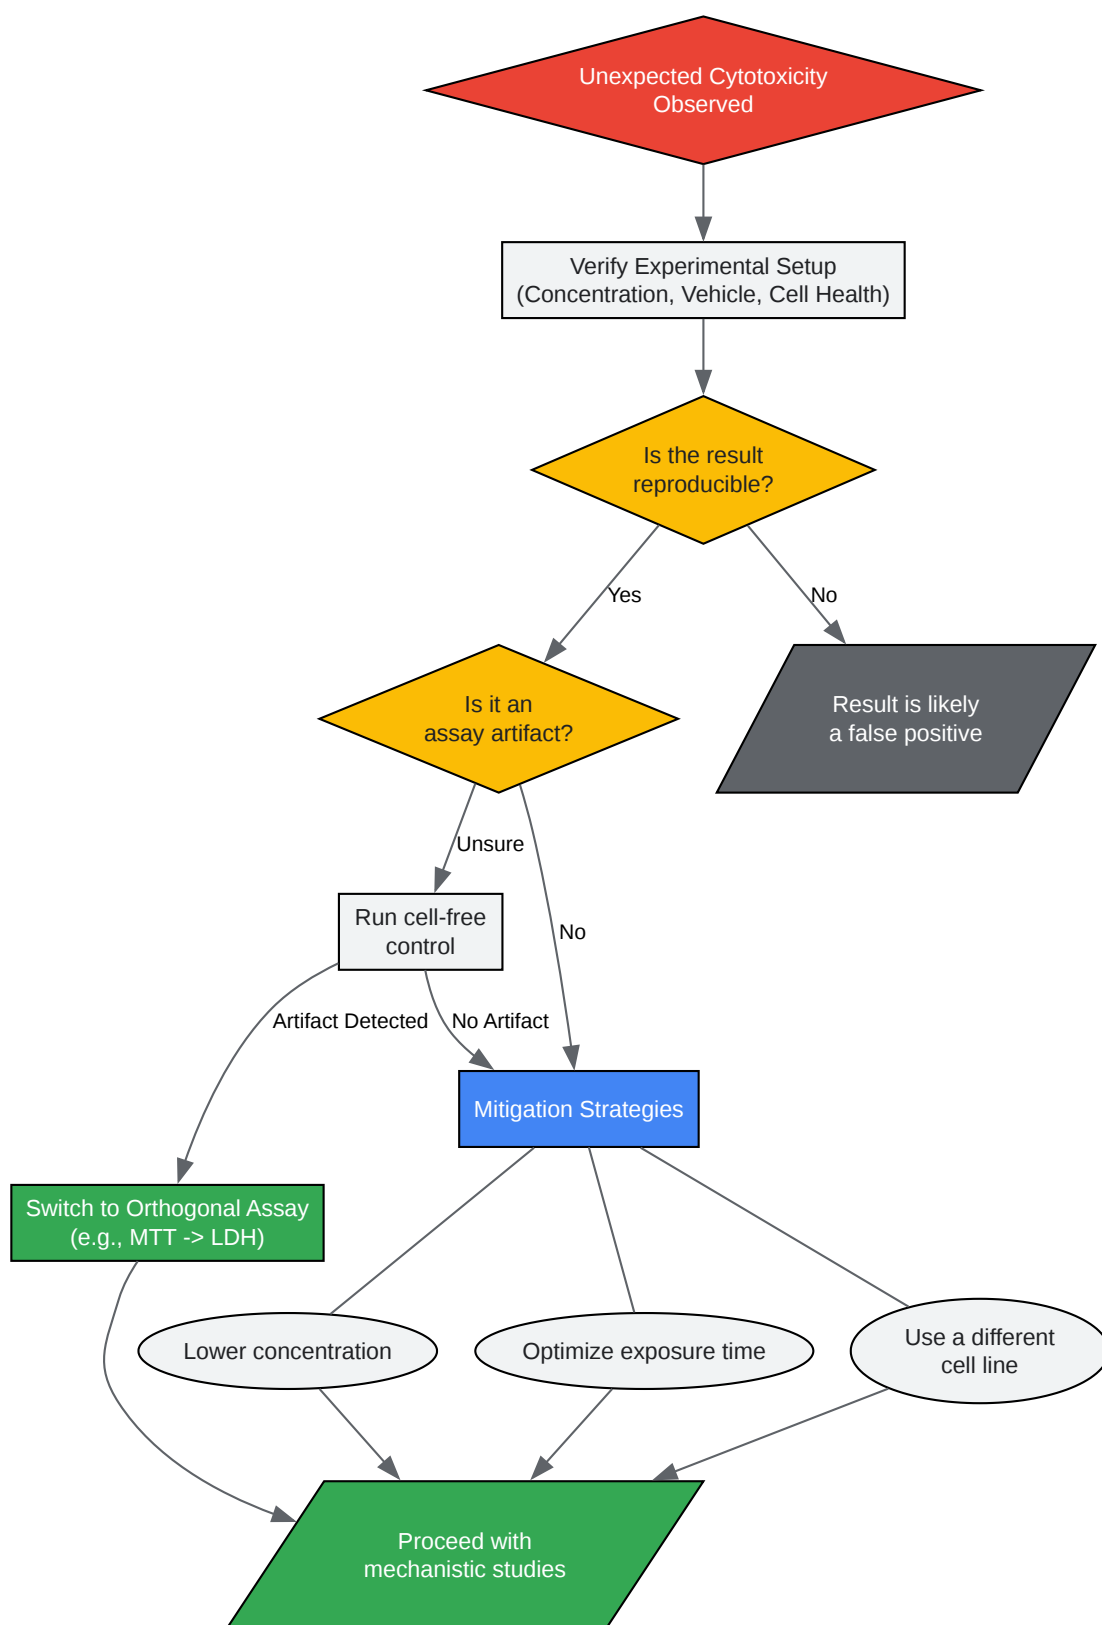 Unexpected Cytotoxicity
Observed
Verify Experimental Setup
(Concentration, Vehicle, Cell Health)
Is the result
reproducible?
Yes
No
Is it an
assay artifact?
Result is likely
a false positive
Unsure
Run cell-free
control
No
Artifact Detected
No Artifact
Mitigation Strategies
Switch to Orthogonal Assay
(e.g., MTT -> LDH)
Lower concentration
Optimize exposure time
Use a different
cell line
Proceed with
mechanistic studies